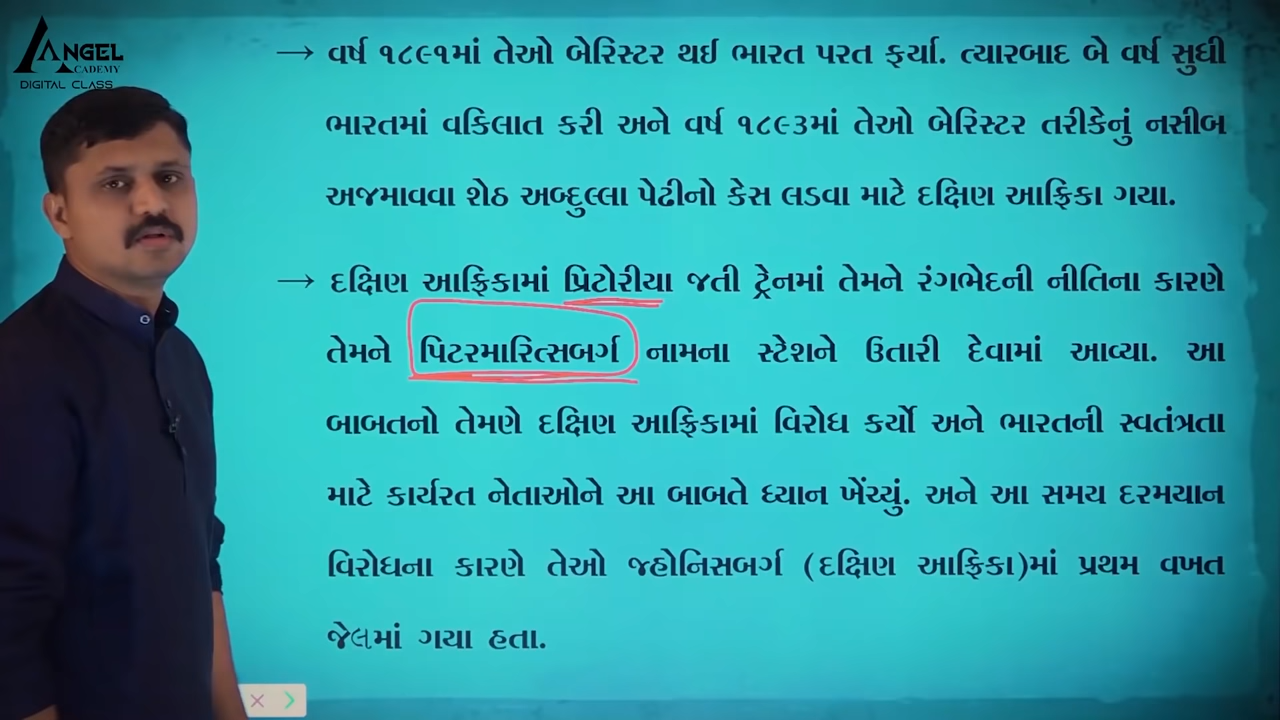 ANGEL
ACADEMY
DIGITAL CLASS
→ વર્ષ ૧૮૯૧માં તેઓ બેરિસ્ટર થઈ ભારત પરત ફર્યા. ત્યારબાદ બે વર્ષ સુધી
ભારતમાં વકિલાત કરી અને વર્ષ ૧૮૯૩માં તેઓ બેરિસ્ટર તરીકેનું નસીબ
અજમાવવા શેઠ અબ્દુલ્લા પેઢીનો કેસ લડવા માટે દક્ષિણ આફ્રિકા ગયા.
→ દક્ષિણ આફ્રિકામાં પ્રિટોરીયા જતી ટ્રેનમાં તેમને રંગભેદની નીતિના કારણે
તેમને પિટરમારિત્સબર્ગ નામના સ્ટેશને ઉતારી દેવામાં આવ્યા. આ
બાબતનો તેમણે દક્ષિણ આફ્રિકામાં વિરોધ કર્યો અને ભારતની સ્વતંત્રતા
માટે કાર્યરત નેતાઓને આ બાબતે ધ્યાન ખેંચ્યું. અને આ સમય દરમયાન
વિરોધના કારણે તેઓ જ્હોનિસબર્ગ (દક્ષિણ આફ્રિકા)માં પ્રથમ વખત
જેલમાં ગયા હતા.